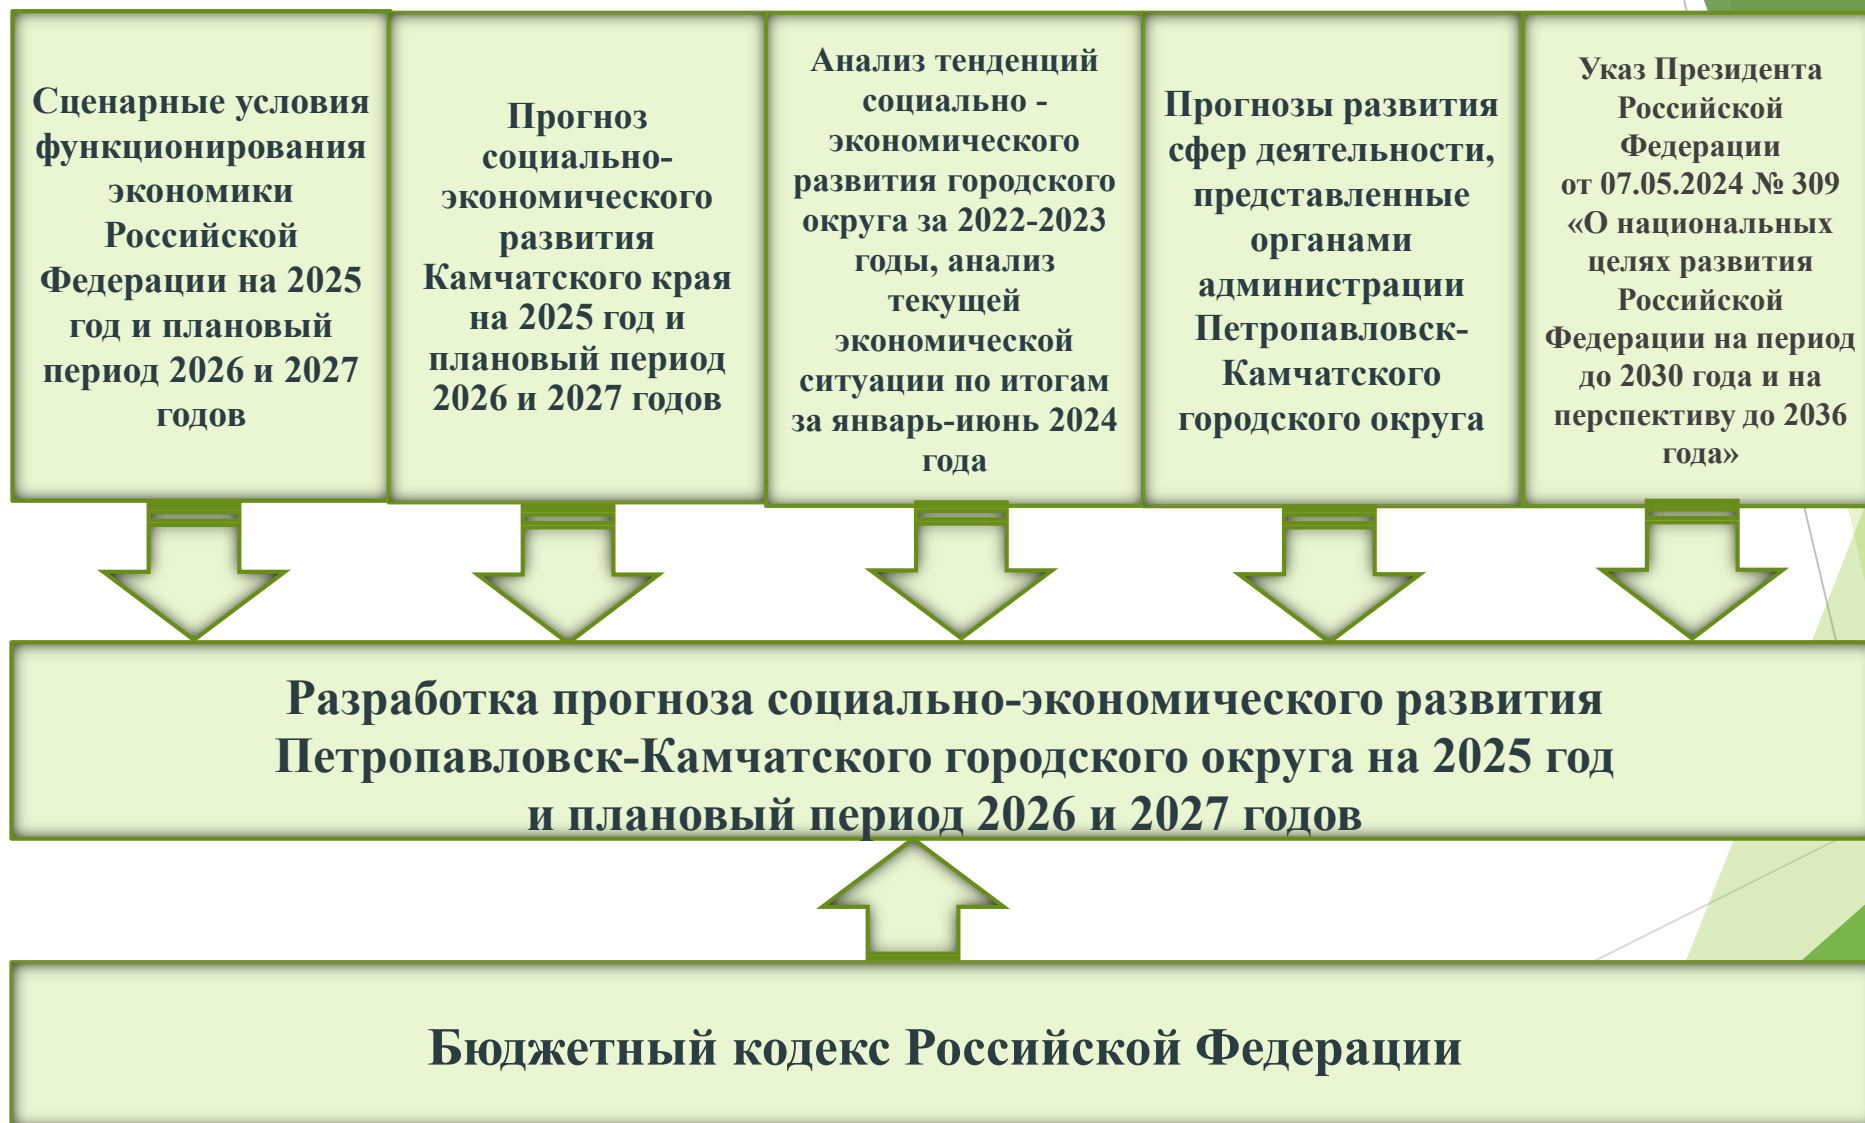 Сценарные условия
функционирования
экономики
Российской
Федерации на 2025
год и плановый
период 2026 и 2027
годов
Прогноз
социально-
экономического
развития
Камчатского края
на 2025 год и
плановый период
2026 и 2027 годов
Анализ тенденций
социально -
экономического
развития городского
округа за 2022-2023
годы, анализ
текущей
экономической
ситуации по итогам
за январь-июнь 2024
года
Прогнозы развития
сфер деятельности,
представленные
органами
администрации
Петропавловск-
Камчатского
городского округа
Указ Президента
Российской
Федерации
от 07.05.2024 № 309
«О национальных
целях развития
Российской
Федерации на период
до 2030 года и на
перспективу до 2036
года»
Разработка прогноза социально-экономического развития
Петропавловск-Камчатского городского округа на 2025 год
и плановый период 2026 и 2027 годов
Бюджетный кодекс Российской Федерации